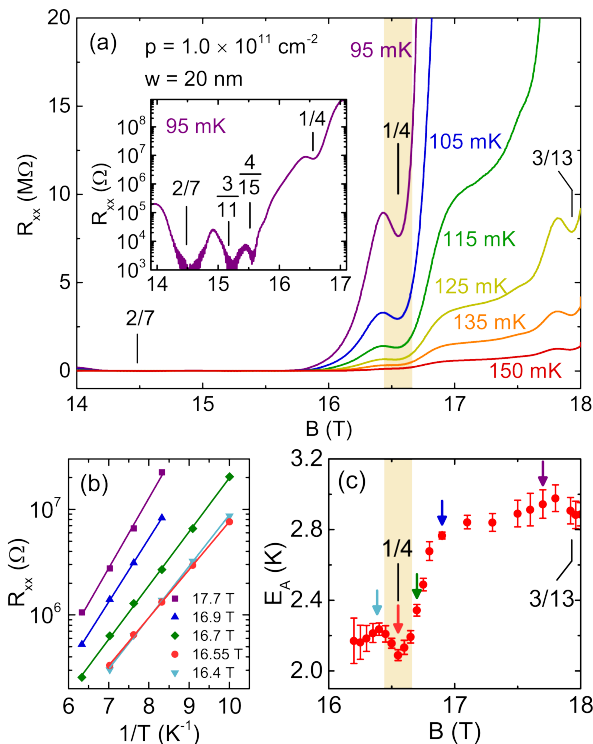 (a)
p = 1.0 × 10¹¹ cm⁻²
w = 20 nm
95 mK
105 mK
115 mK
125 mK
135 mK
150 mK
1/4
3/13
2/7
R_xx (MΩ)
20
15
10
5
0
14 15 16 17 18
B (T)
95 mK
R_xx (Ω)
10⁸
10⁷
10⁶
10⁵
10⁴
10³
2/7
3/11
4/15
1/4
14 15 16 17
(b)
R_xx (Ω)
10⁷
10⁶
17.7 T
16.9 T
16.7 T
16.55 T
16.4 T
6 7 8 9 10
1/T (K⁻¹)
(c)
E_A (K)
3.2
2.8
2.4
2.0
1/4
3/13
16 17 18
B (T)